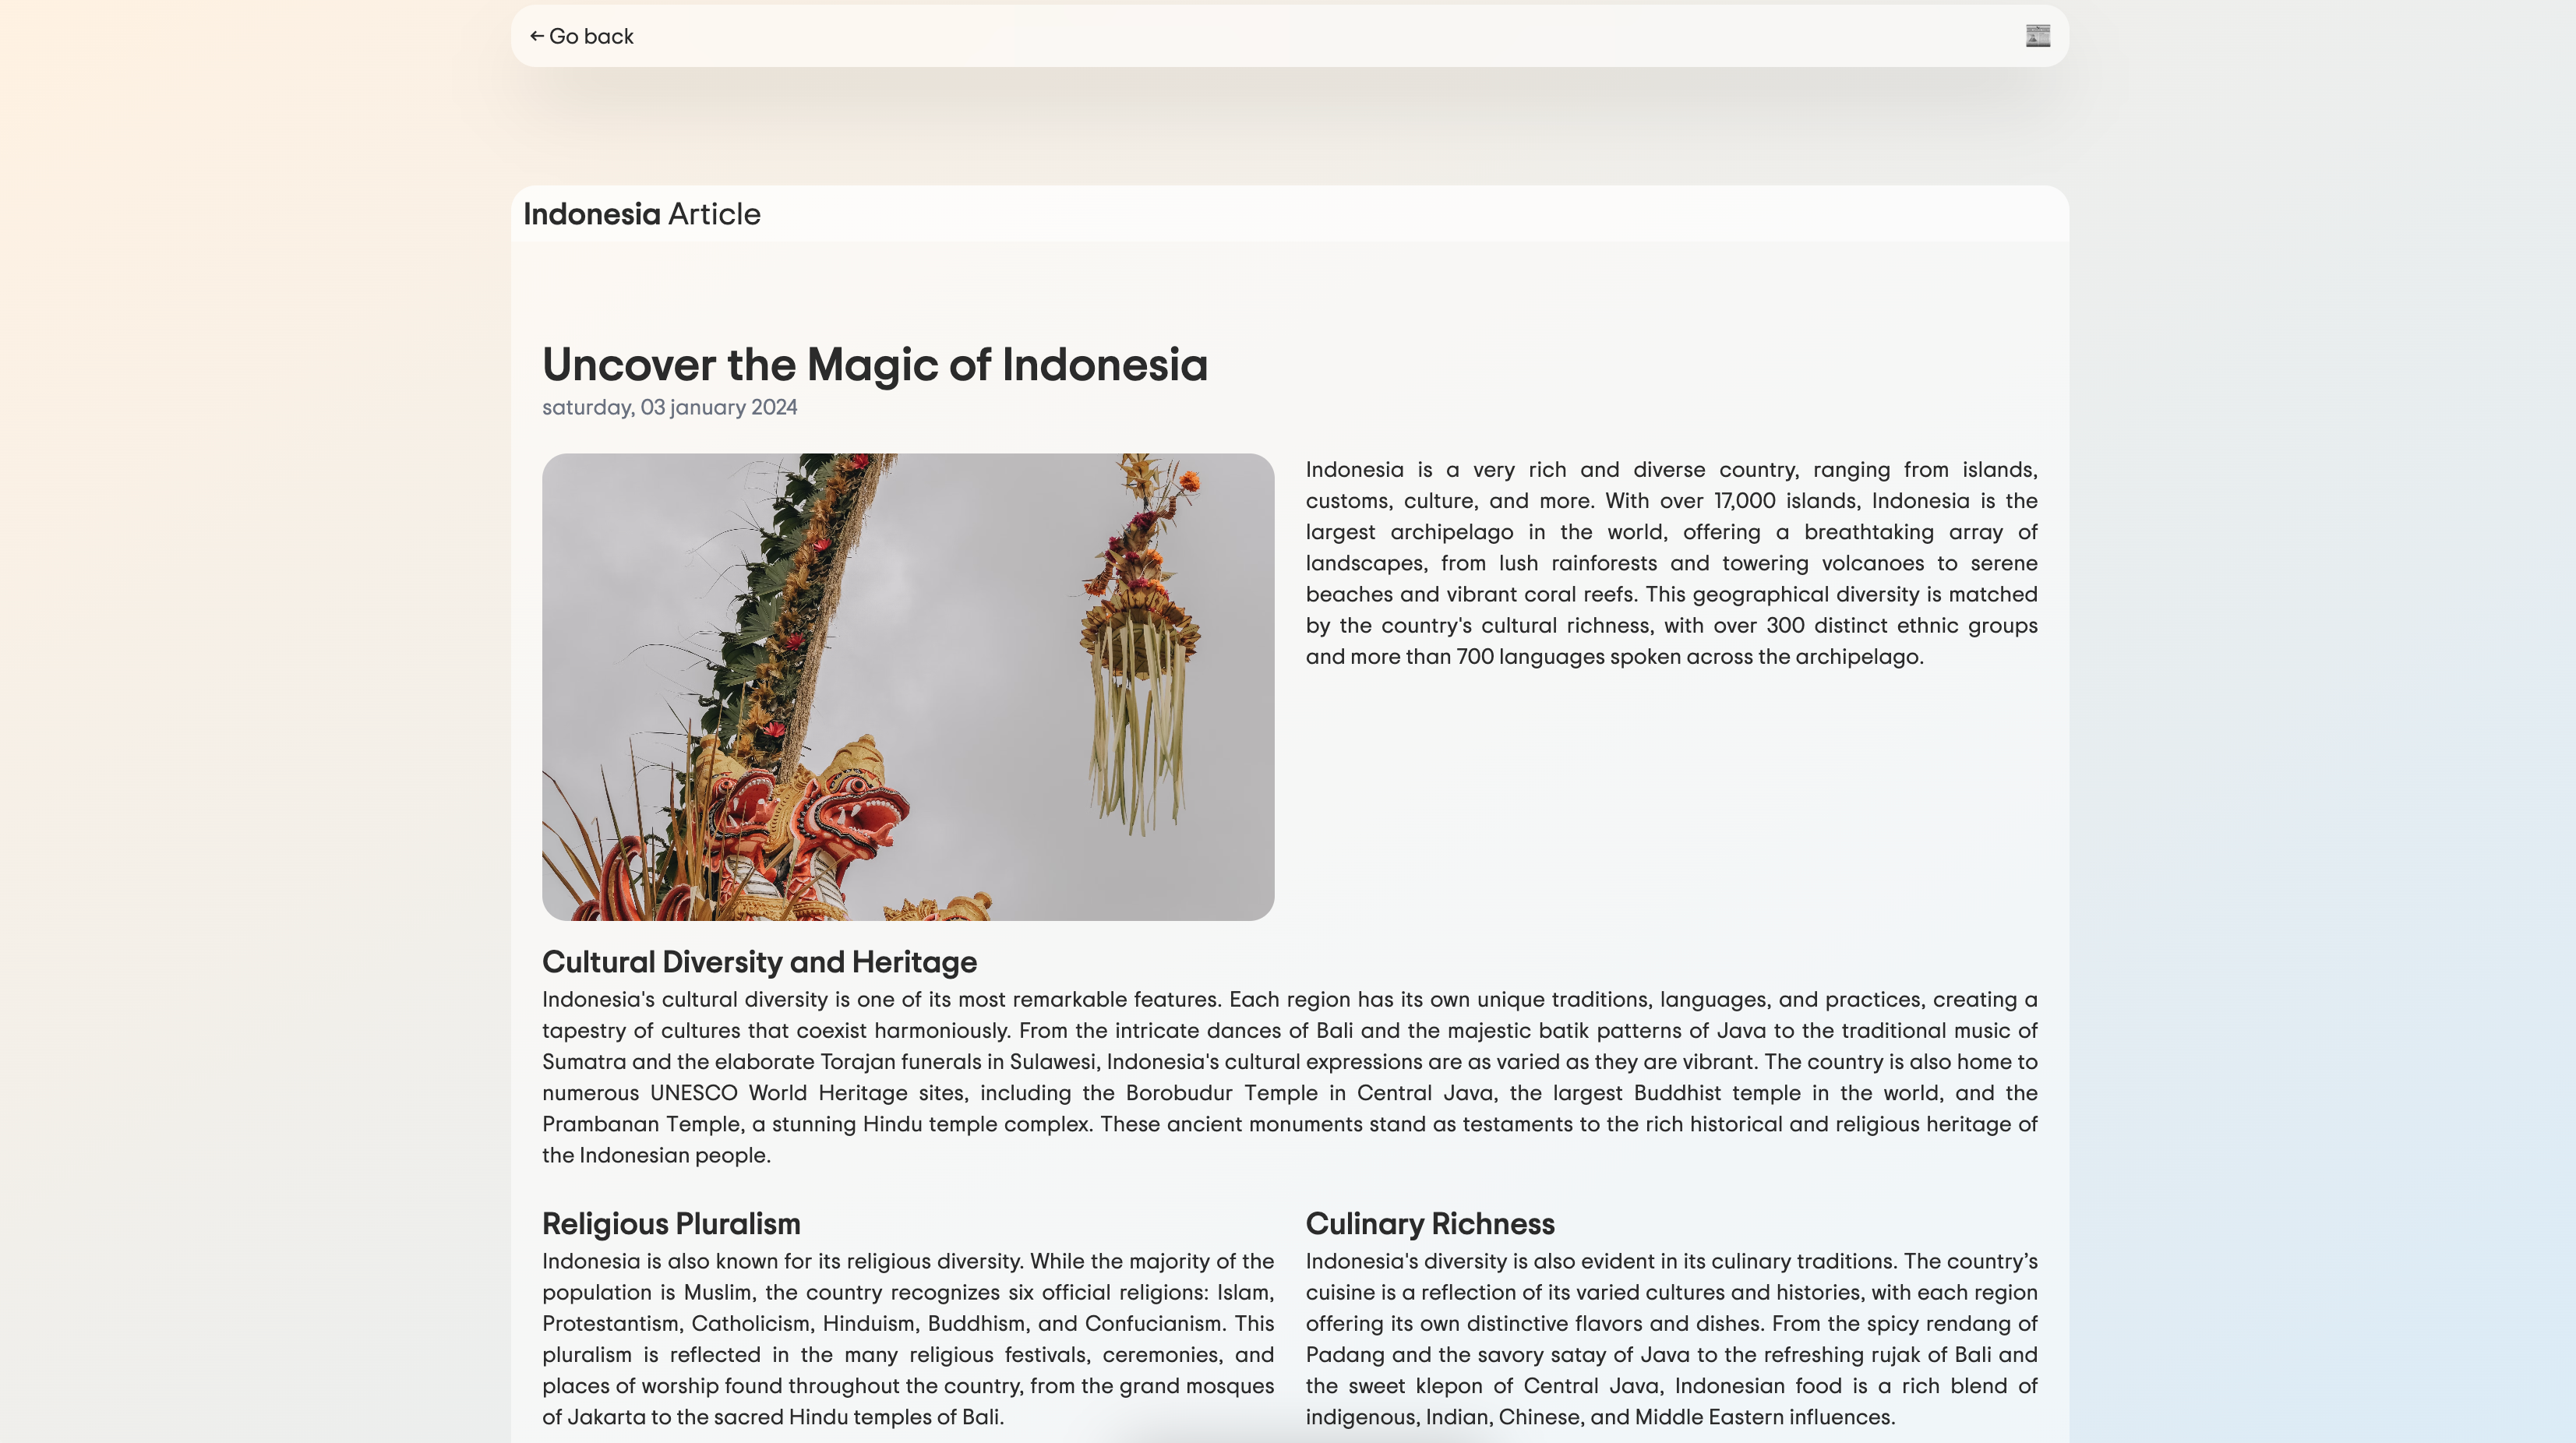 ← Go back
Indonesia Article
Uncover the Magic of Indonesia
saturday, 03 january 2024
Indonesia is a very rich and diverse country, ranging from islands,
customs, culture, and more. With over 17,000 islands, Indonesia is the
largest archipelago in the world, offering a breathtaking array of
landscapes, from lush rainforests and towering volcanoes to serene
beaches and vibrant coral reefs. This geographical diversity is matched
by the country's cultural richness, with over 300 distinct ethnic groups
and more than 700 languages spoken across the archipelago.
Cultural Diversity and Heritage
Indonesia's cultural diversity is one of its most remarkable features. Each region has its own unique traditions, languages, and practices, creating a
tapestry of cultures that coexist harmoniously. From the intricate dances of Bali and the majestic batik patterns of Java to the traditional music of
Sumatra and the elaborate Torajan funerals in Sulawesi, Indonesia's cultural expressions are as varied as they are vibrant. The country is also home to
numerous UNESCO World Heritage sites, including the Borobudur Temple in Central Java, the largest Buddhist temple in the world, and the
Prambanan Temple, a stunning Hindu temple complex. These ancient monuments stand as testaments to the rich historical and religious heritage of
the Indonesian people.
Religious Pluralism
Indonesia is also known for its religious diversity. While the majority of the
population is Muslim, the country recognizes six official religions: Islam,
Protestantism, Catholicism, Hinduism, Buddhism, and Confucianism. This
pluralism is reflected in the many religious festivals, ceremonies, and
places of worship found throughout the country, from the grand mosques
of Jakarta to the sacred Hindu temples of Bali.
Culinary Richness
Indonesia's diversity is also evident in its culinary traditions. The country’s
cuisine is a reflection of its varied cultures and histories, with each region
offering its own distinctive flavors and dishes. From the spicy rendang of
Padang and the savory satay of Java to the refreshing rujak of Bali and
the sweet klepon of Central Java, Indonesian food is a rich blend of
indigenous, Indian, Chinese, and Middle Eastern influences.